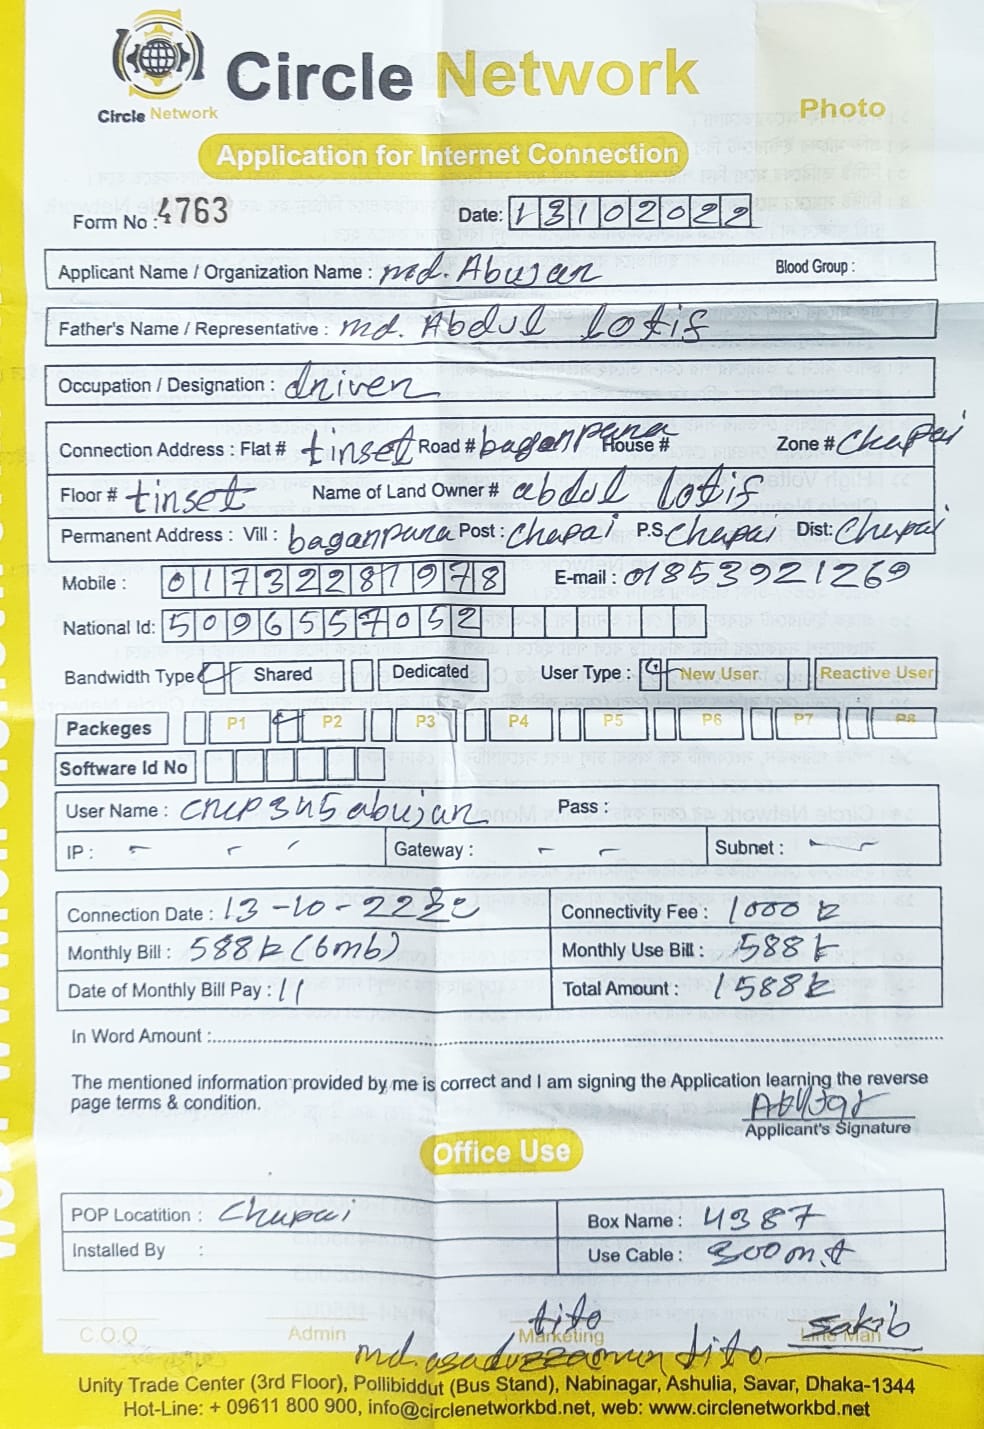 Circle Network
Circle Network
Photo
Application for Internet Connection
Form No : 4763
Date: 13102022
Applicant Name / Organization Name : md. Abujan
Blood Group :
Father's Name / Representative : md. Abdul lotif
Occupation / Designation : driver
Connection Address : Flat # tinset Road # baganpara House # Zone # Chapai
Floor # tinset Name of Land Owner # abdul lotif
Permanent Address : Vill : baganpara Post : Chapai P.S Chapai Dist: Chapai
Mobile : 01732281978 E-mail : 01853921269
National Id: 5096557052
Bandwidth Type Shared Dedicated User Type : New User Reactive User
Packeges P1 P2 P3 P4 P5 P6 P7 P8
Software Id No
User Name : cncp345abujan Pass :
IP : - - - Gateway : - - Subnet : - -
Connection Date : 13-10-
Connectivity Fee : 1000 tk
Monthly Bill : 588 tk (6mb)
Monthly Use Bill : 588 tk
Date of Monthly Bill Pay : 11
Total Amount : 1588 tk
In Word Amount :
The mentioned information provided by me is correct and I am signing the Application learning the reverse
page terms & condition.
Abujar
Applicant's Signature
Office Use
POP Locatition : Chapai
Box Name : 4387
Installed By :
Use Cable : 300m.t
tito sakib
C.O.O Admin Marketing Line Man
md. asaduzzaman tito
Unity Trade Center (3rd Floor), Pollibiddut (Bus Stand), Nabinagar, Ashulia, Savar, Dhaka-1344
Hot-Line: + 09611 800 900, info@circlenetworkbd.net, web: www.circlenetworkbd.net